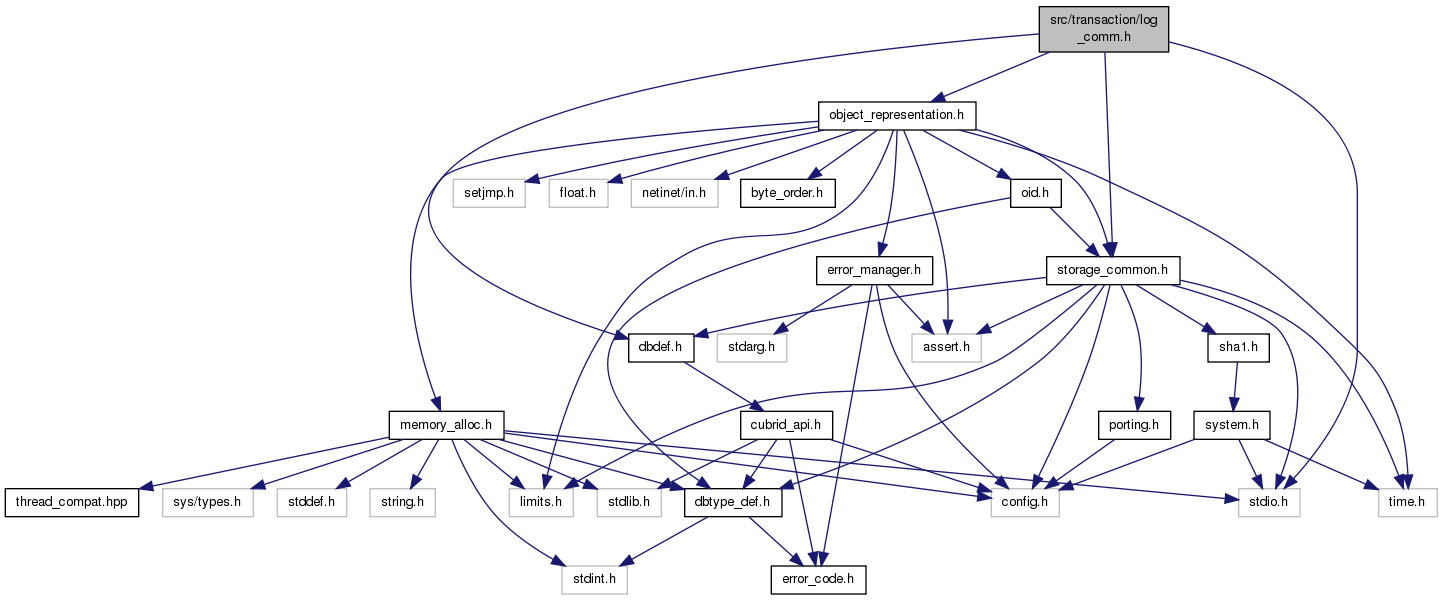 src/transaction/log
_comm.h
object_representation.h
setjmp.h
float.h
netinet/in.h
byte_order.h
oid.h
error_manager.h
storage_common.h
dbdef.h
stdarg.h
assert.h
sha1.h
memory_alloc.h
cubrid_api.h
porting.h
system.h
thread_compat.hpp
sys/types.h
stddef.h
string.h
limits.h
stdlib.h
dbtype_def.h
config.h
stdio.h
time.h
stdint.h
error_code.h